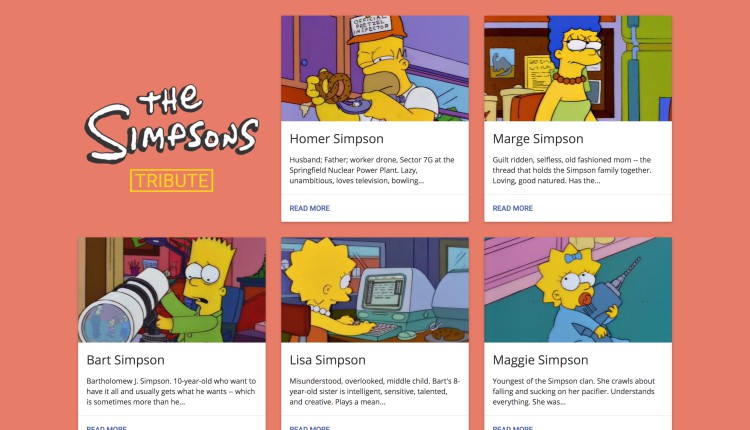 THE
SIMPSONS
TRIBUTE
OFFICIAL
PRETZEL
INSPECTOR
Homer Simpson
Husband; Father; worker drone, Sector 7G at the
Springfield Nuclear Power Plant. Lazy,
unambitious, loves television, bowling...
READ MORE
Marge Simpson
Guilt ridden, selfless, old fashioned mom -- the
thread that holds the Simpson family together.
Loving, good natured. Has the...
READ MORE
Bart Simpson
Bartholomew J. Simpson. 10-year-old who want to
have it all and usually gets what he wants -- which
is sometimes more than he...
READ MORE
Lisa Simpson
Misunderstood, overlooked, middle child. Bart's 8-
year-old sister is intelligent, sensitive, talented,
and creative. Plays a mean...
READ MORE
Maggie Simpson
Youngest of the Simpson clan. She crawls about
falling and sucking on her pacifier. Understands
everything. She was...
READ MORE